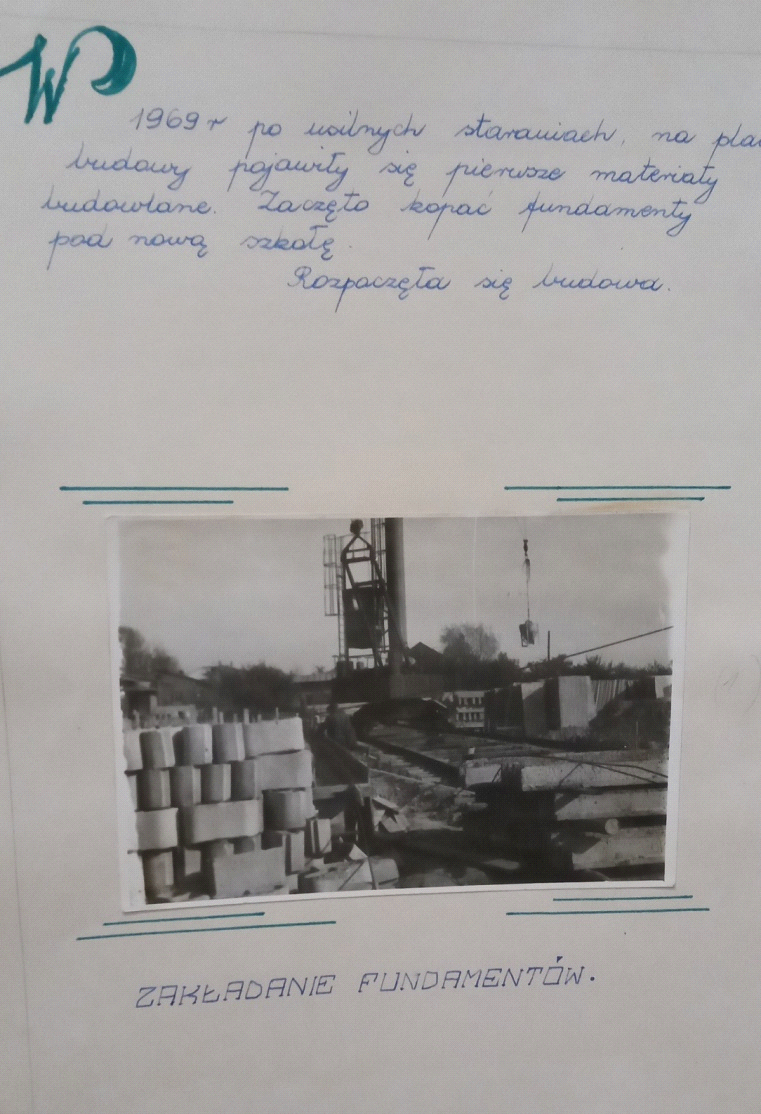 W
1969 r po usilnych staraniach, na plac
budowy pojawiły się pierwsze materiały
budowlane. Zaczęto kopać fundamenty
pod nową szkołę.
Rozpoczęła się budowa.
ZAKŁADANIE FUNDAMENTÓW.